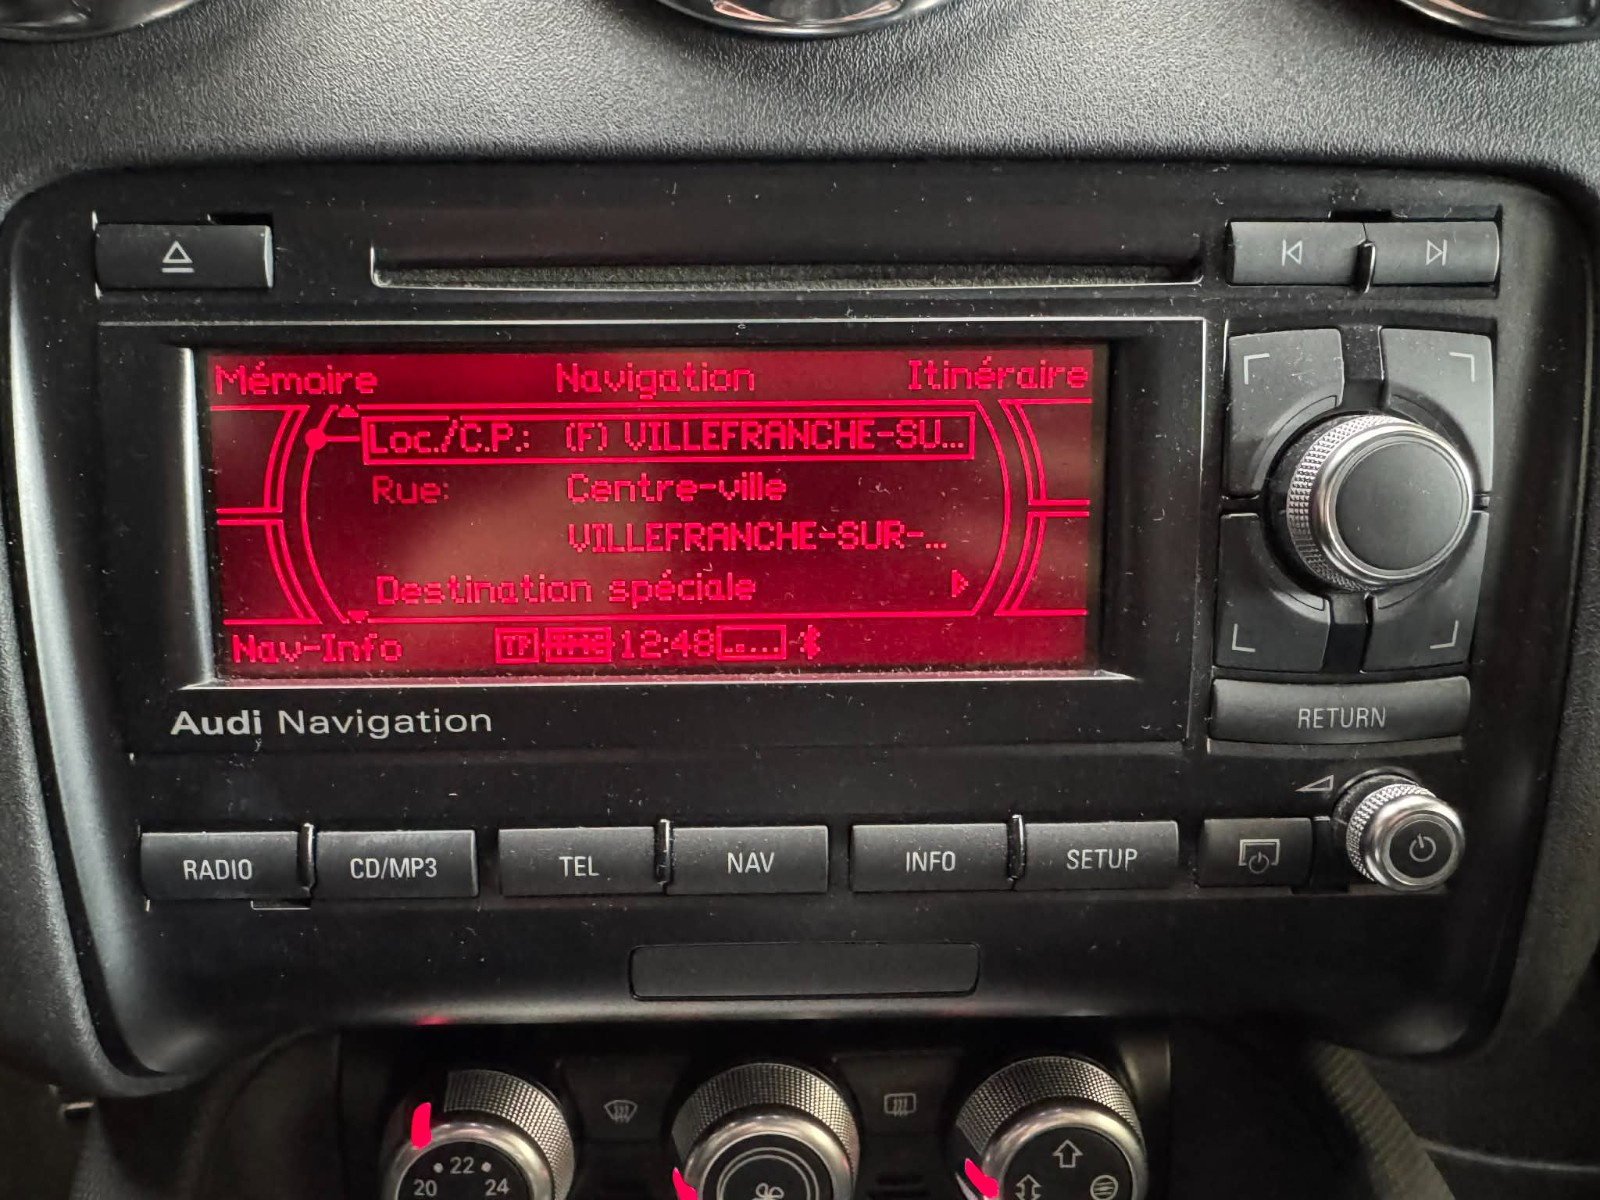 Mémoire Navigation Itinéraire
Loc./C.P.: (F) VILLEFRANCHE-SU...
Rue: Centre-ville
VILLEFRANCHE-SUR-...
Destination spéciale
Nav-Info TP TMC 12:48
Audi Navigation
RETURN
RADIO CD/MP3 TEL NAV INFO SETUP
22
20 24